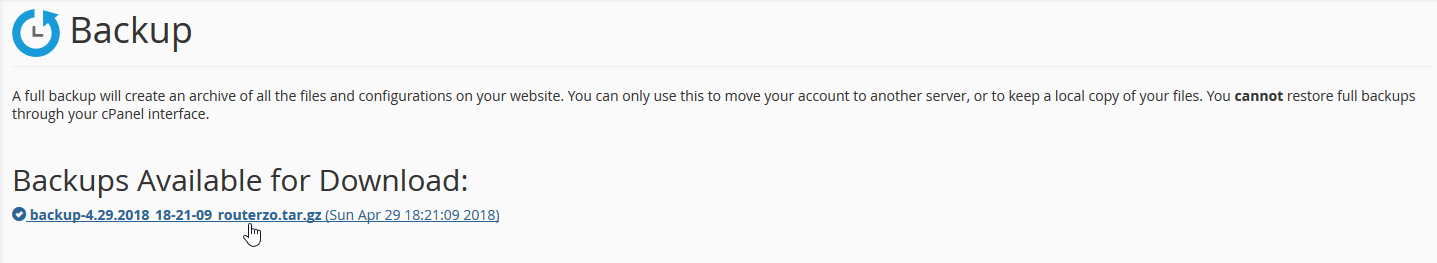 Backup
A full backup will create an archive of all the files and configurations on your website. You can only use this to move your account to another server, or to keep a local copy of your files. You cannot restore full backups
through your cPanel interface.
Backups Available for Download:
backup-4.29.2018_18-21-09_routerzo.tar.gz (Sun Apr 29 18:21:09 2018)